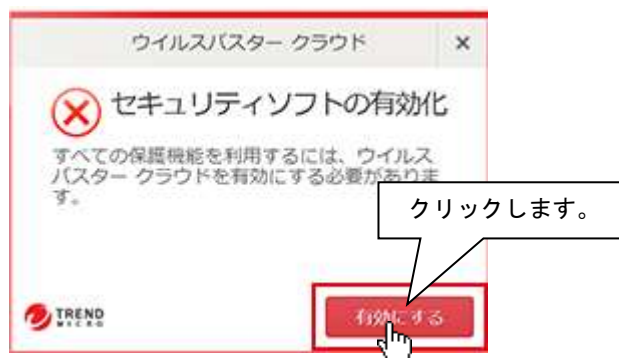 ウイルスバスター クラウド
×
セキュリティソフトの有効化
すべての保護機能を利用するには、ウイルス
バスター クラウドを有効にする必要がありま
す。
クリックします。
有効にする
TREND
MICRO